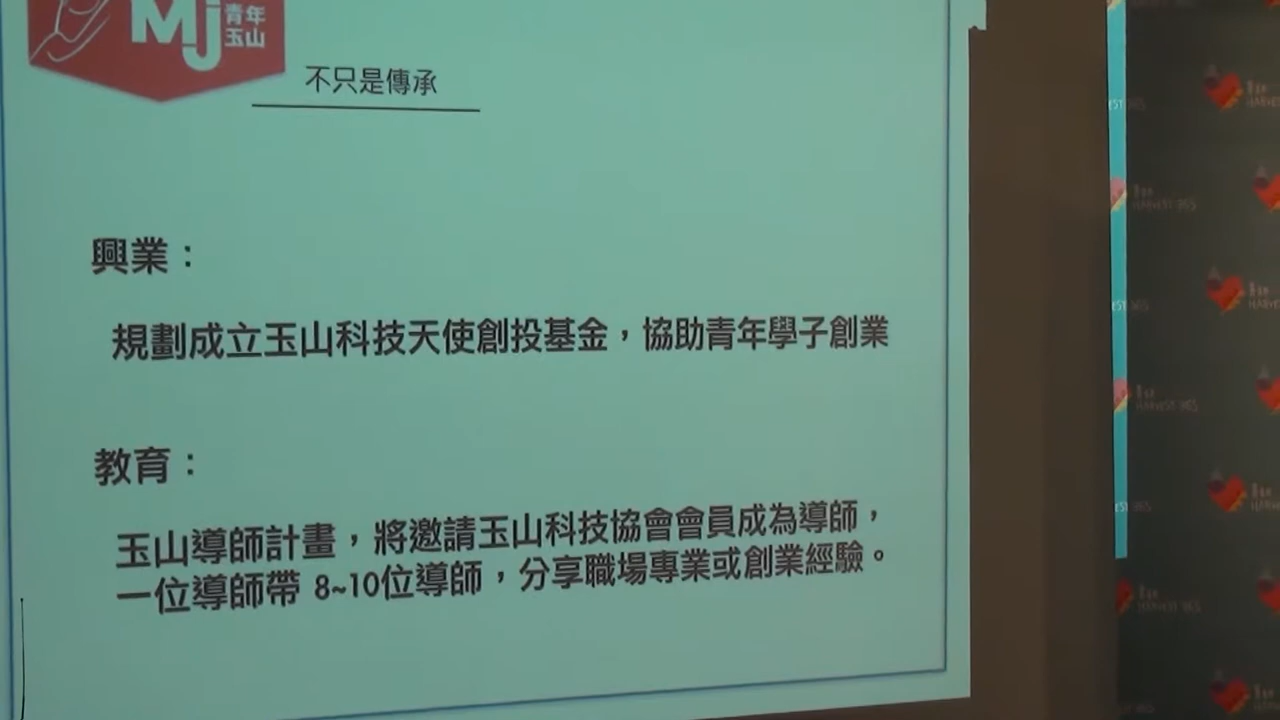 MJ 青年
玉山
不只是傳承
興業：
規劃成立玉山科技天使創投基金，協助青年學子創業
教育：
玉山導師計畫，將邀請玉山科技協會會員成為導師，
一位導師帶 8~10位導師，分享職場專業或創業經驗。
HARVEST 365
HARVEST 365